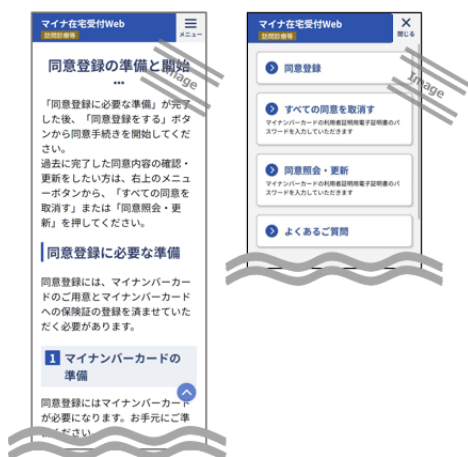 マイナ在宅受付Web
訪問診療等
メニュー
同意登録の準備と開始
Image
「同意登録に必要な準備」が完了
した後、「同意登録をする」ボタ
ンから同意手続きを開始してくだ
さい。
過去に完了した同意内容の確認・
更新をしたい方は、右上のメニュ
ーボタンから、「すべての同意を
取消す」または「同意照会・更
新」を押してください。
同意登録に必要な準備
同意登録には、マイナンバーカー
ドのご用意とマイナンバーカード
への保険証の登録を済ませていた
だく必要があります。
1 マイナンバーカードの
準備
同意登録にはマイナンバーカード
が必要になります。お手元にご準
ください
マイナ在宅受付Web
訪問診療等
閉じる
同意登録
Image
すべての同意を取消す
マイナンバーカードの利用者証明用電子証明書のパ
スワードを入力していただきます
同意照会・更新
マイナンバーカードの利用者証明用電子証明書のパ
スワードを入力していただきます
よくあるご質問